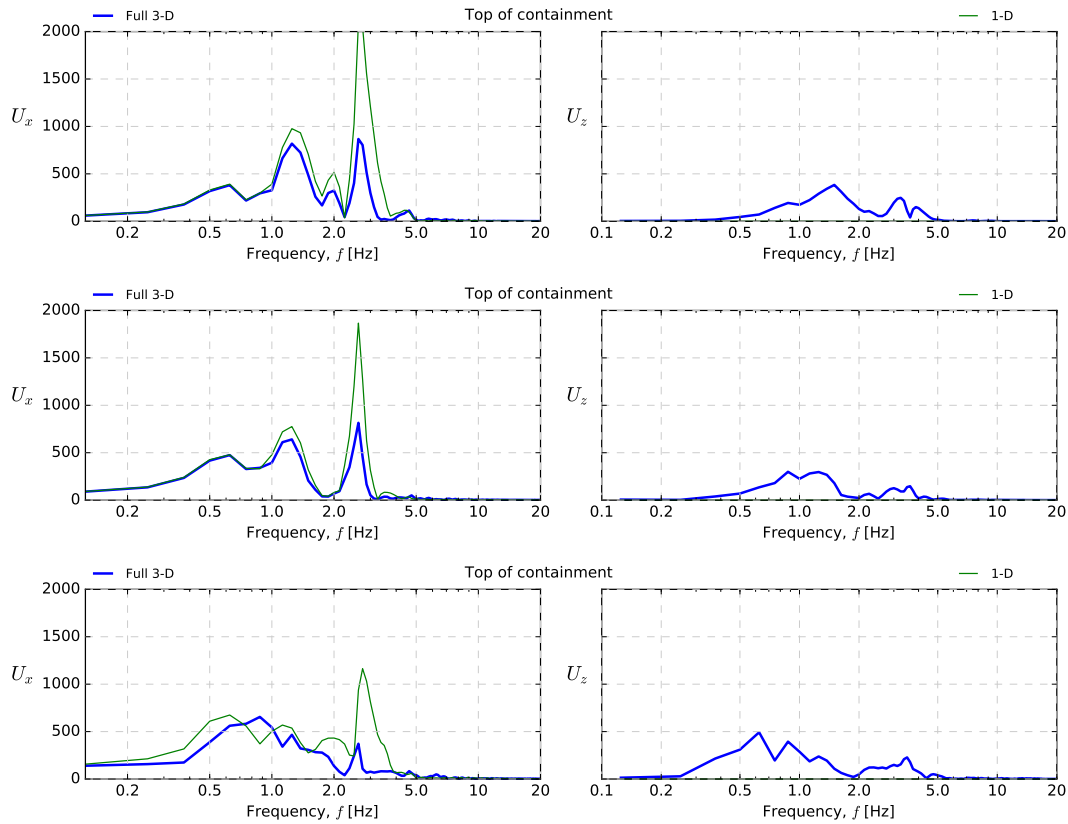 Full 3-D Top of containment 1-D
2000
1500
U_x 1000 U_z
500
0
0.2 0.5 1.0 2.0 5.0 10 20 0.1 0.2 0.5 1.0 2.0 5.0 10 20
Frequency, f [Hz] Frequency, f [Hz]
Full 3-D Top of containment 1-D
2000
1500
U_x 1000 U_z
500
0
0.2 0.5 1.0 2.0 5.0 10 20 0.1 0.2 0.5 1.0 2.0 5.0 10 20
Frequency, f [Hz] Frequency, f [Hz]
Full 3-D Top of containment 1-D
2000
1500
U_x 1000 U_z
500
0
0.2 0.5 1.0 2.0 5.0 10 20 0.1 0.2 0.5 1.0 2.0 5.0 10 20
Frequency, f [Hz] Frequency, f [Hz]